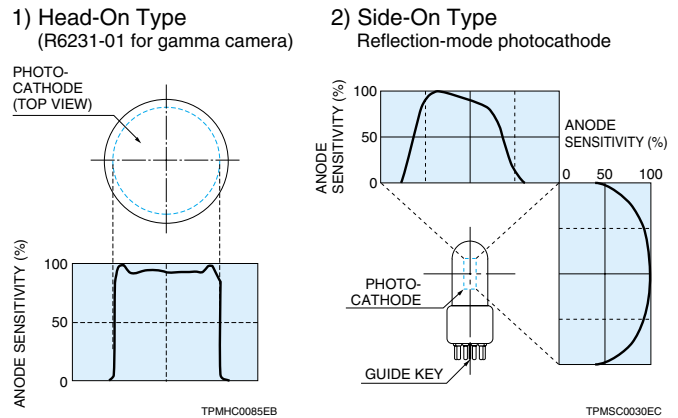 1) Head-On Type
(R6231-01 for gamma camera)
PHOTO-
CATHODE
(TOP VIEW)
ANODE SENSITIVITY (%)
100
50
0
TPMHC0085EB
2) Side-On Type
Reflection-mode photocathode
ANODE
SENSITIVITY (%)
100
50
0
ANODE
SENSITIVITY (%)
0 50 100
PHOTO-
CATHODE
GUIDE KEY
TPMSC0030EC